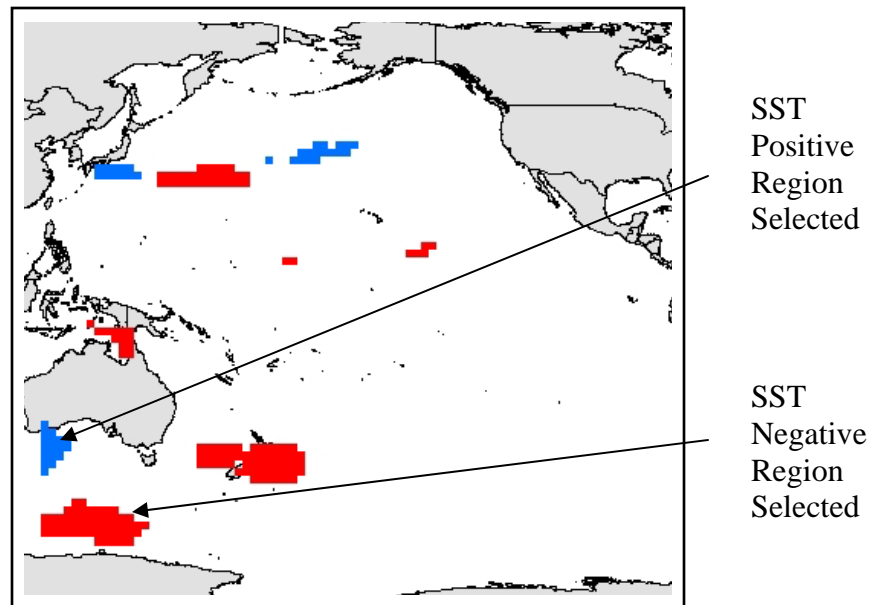 SST
Positive
Region
Selected
SST
Negative
Region
Selected